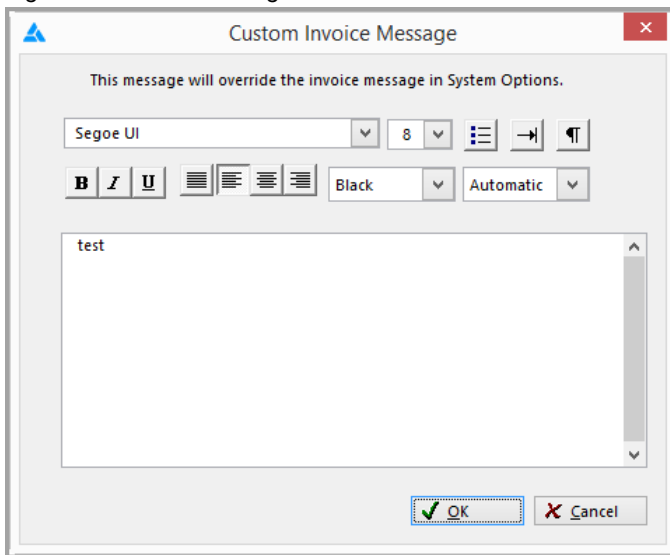 Custom Invoice Message
This message will override the invoice message in System Options.
Segoe UI 8
B I U Black Automatic
test
OK Cancel